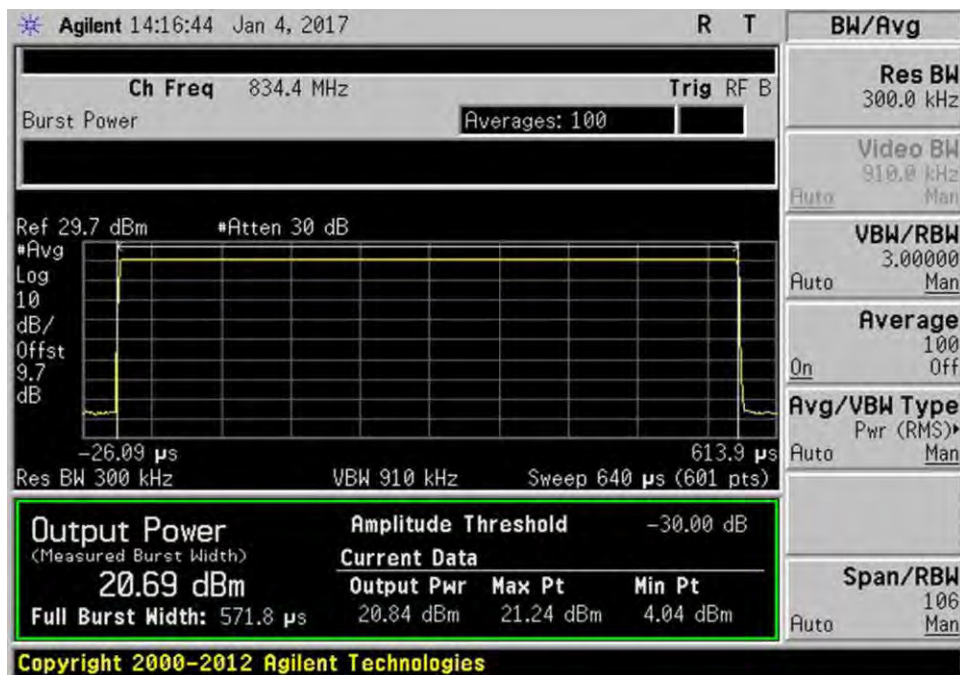 Agilent 14:16:44 Jan 4, 2017 R T
Ch Freq 834.4 MHz Trig RF B
Burst Power Averages: 100
Ref 29.7 dBm #Atten 30 dB
#Avg
Log
10
dB/
Offst
9.7
dB
-26.09 µs 613.9 µs
Res BW 300 kHz VBW 910 kHz Sweep 640 µs (601 pts)
Output Power
(Measured Burst Width)
20.69 dBm
Full Burst Width: 571.8 µs
Amplitude Threshold -30.00 dB
Current Data
Output Pwr Max Pt Min Pt
20.84 dBm 21.24 dBm 4.04 dBm
BW/Avg
Res BW
300.0 kHz
Video BW
910.0 kHz
Auto Man
VBW/RBW
3.00000
Auto Man
Average
100
On Off
Avg/VBW Type
Pwr (RMS)
Auto Man
Span/RBW
106
Auto Man
Copyright 2000-2012 Agilent Technologies